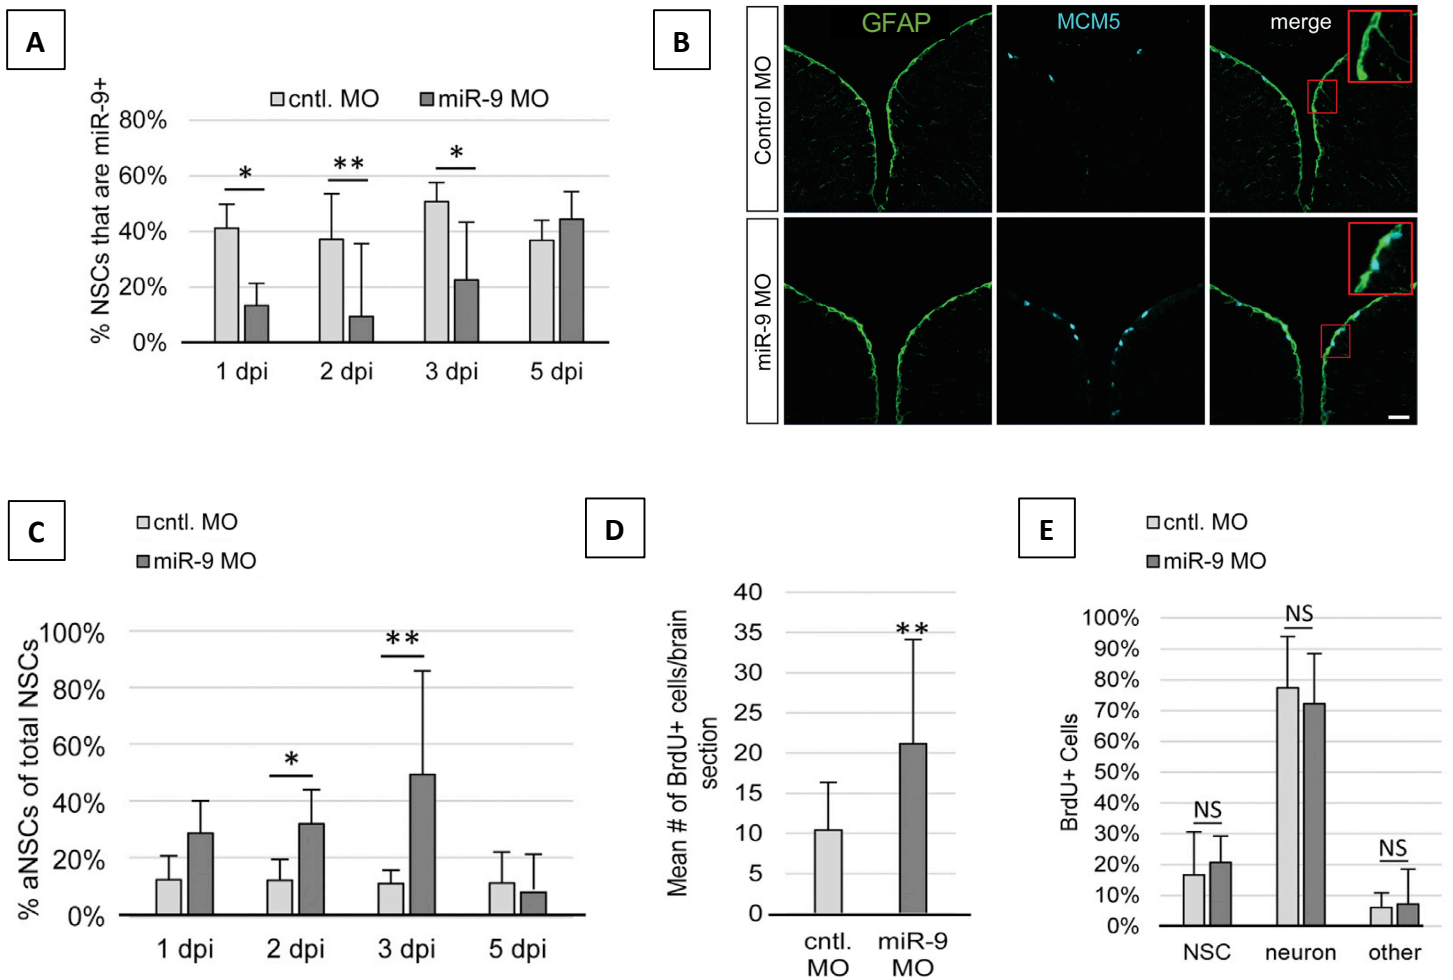 A
cntl. MO
miR-9 MO
% NSCs that are miR-9+
80%
60%
40%
20%
0%
*
**
*
1 dpi
2 dpi
3 dpi
5 dpi
B
GFAP
MCM5
merge
Control MO
miR-9 MO
C
cntl. MO
miR-9 MO
% aNSCs of total NSCs
100%
80%
60%
40%
20%
0%
*
**
1 dpi
2 dpi
3 dpi
5 dpi
D
Mean # of BrdU+ cells/brain
section
40
35
30
25
20
15
10
5
0
**
cntl.
MO
miR-9
MO
E
cntl. MO
miR-9 MO
BrdU+ Cells
100%
90%
80%
70%
60%
50%
40%
30%
20%
10%
0%
NS
NS
NS
NSC
neuron
other